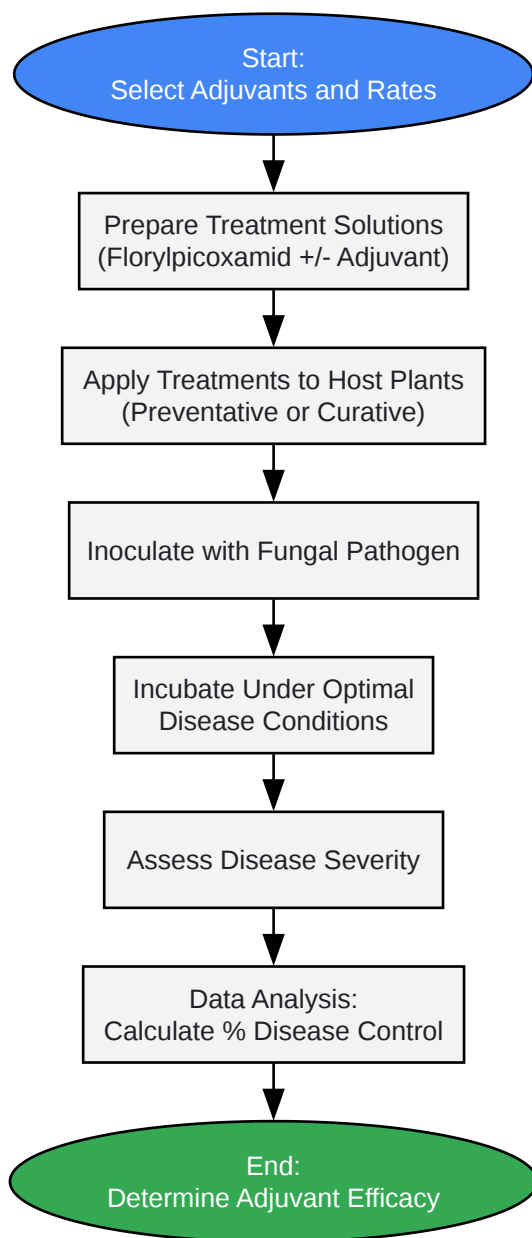 Start:
Select Adjuvants and Rates
Prepare Treatment Solutions
(Florylpicoxamid +/- Adjuvant)
Apply Treatments to Host Plants
(Preventative or Curative)
Inoculate with Fungal Pathogen
Incubate Under Optimal
Disease Conditions
Assess Disease Severity
Data Analysis:
Calculate % Disease Control
End:
Determine Adjuvant Efficacy